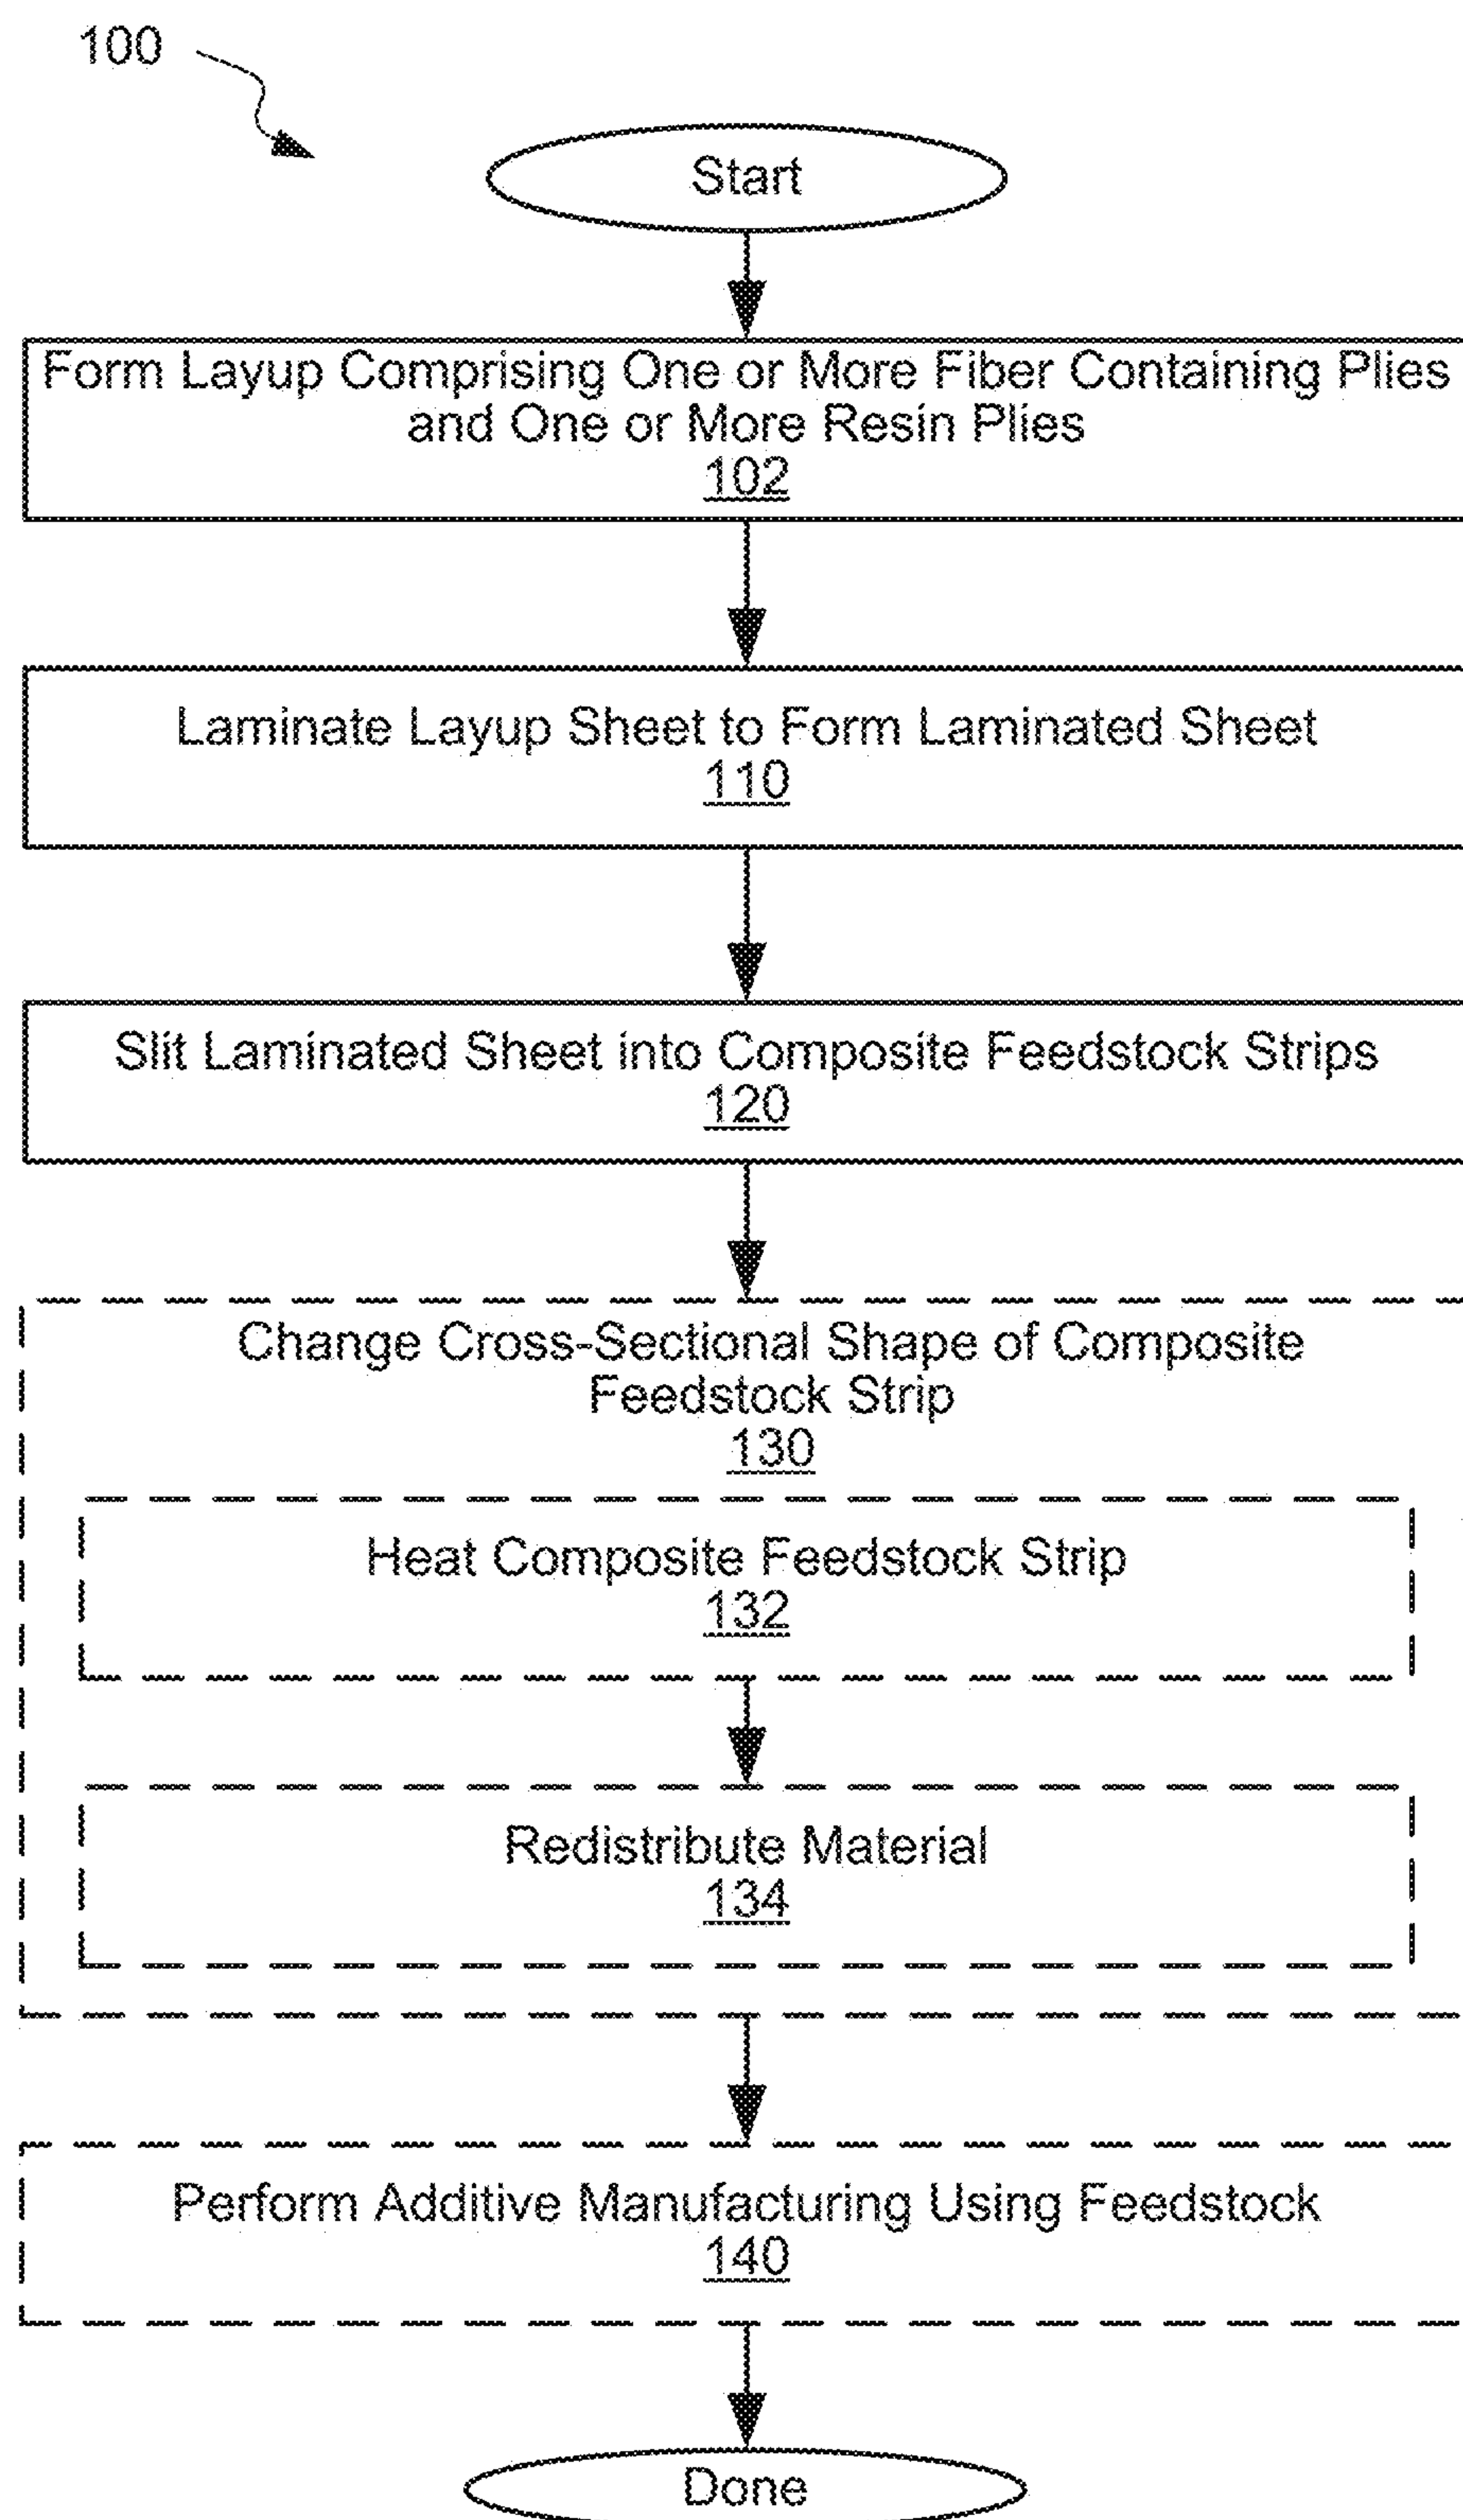 100
Start
Form Layup Comprising One or More Fiber Containing Plies
and One or More Resin Plies
102
Laminate Layup Sheet to Form Laminated Sheet
110
Slit Laminated Sheet into Composite Feedstock Strips
120
Change Cross-Sectional Shape of Composite
Feedstock Strip
130
Heat Composite Feedstock Strip
132
Redistribute Material
134
Perform Additive Manufacturing Using Feedstock
140
Done